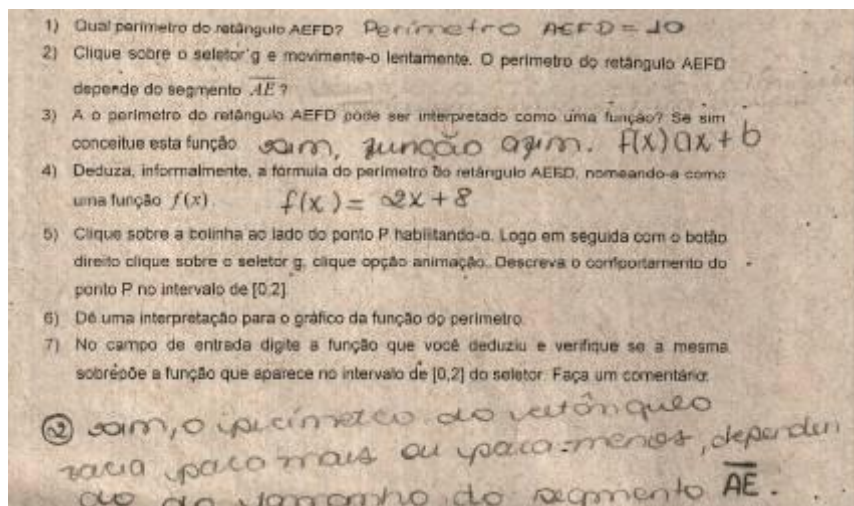 1) Qual perímetro do retângulo AEFD? Perímetro AEFD = 10
2) Clique sobre o seletor g e movimente-o lentamente. O perímetro do retângulo AEFD
depende do segmento AE ?
3) A o perímetro do retângulo AEFD pode ser interpretado como uma função? Se sim
conceitue esta função. sim, função afim. f(x) ax + b
4) Deduza, informalmente, a fórmula do perímetro do retângulo AEFD, nomeando-a como
uma função f(x). f(x) = 2x + 8
5) Clique sobre a bolinha ao lado do ponto P habilitando-o. Logo em seguida com o botão
direito clique sobre o seletor g, clique opção animação. Descreva o comportamento do
ponto P no intervalo de [0,2]
6) Dê uma interpretação para o gráfico da função do perímetro.
7) No campo de entrada digite a função que você deduziu e verifique se a mesma
sobrepõe a função que aparece no intervalo de [0,2] do seletor. Faça um comentário:
2 sim, o perímetro do retângulo
varia para mais ou para menos, dependen
do do tamanho do segmento AE.